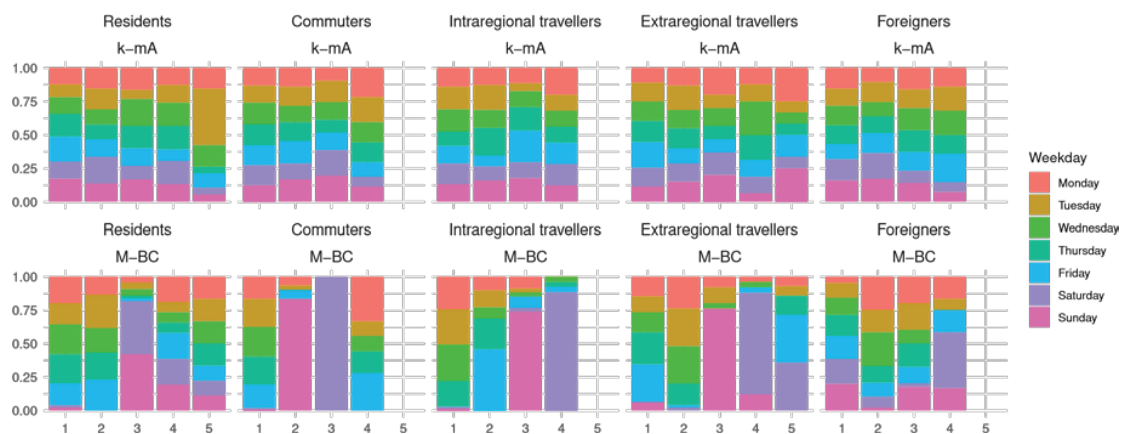 Residents Commuters Intraregional travellers Extraregional travellers Foreigners
k−mA k−mA k−mA k−mA k−mA
1.00
0.75
0.50
0.25
0.00
Residents Commuters Intraregional travellers Extraregional travellers Foreigners
M−BC M−BC M−BC M−BC M−BC
1.00
0.75
0.50
0.25
0.00
1 2 3 4 5 1 2 3 4 5 1 2 3 4 5 1 2 3 4 5 1 2 3 4 5
Weekday
Monday
Tuesday
Wednesday
Thursday
Friday
Saturday
Sunday